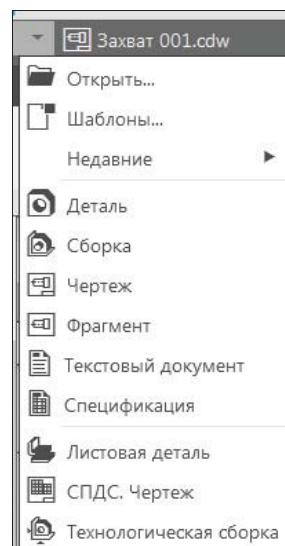 Захват 001.cdw
Открыть...
Шаблоны...
Недавние
Деталь
Сборка
Чертеж
Фрагмент
Текстовый документ
Спецификация
Листовая деталь
СПДС. Чертеж
Технологическая сборка